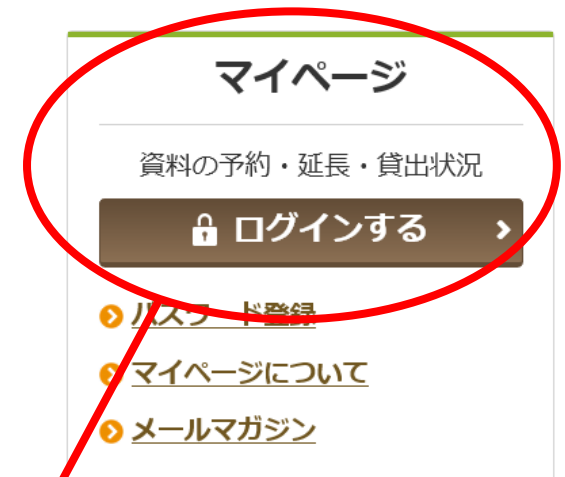 マイページ
資料の予約・延長・貸出状況
ログインする
パスワード登録
マイページについて
メールマガジン